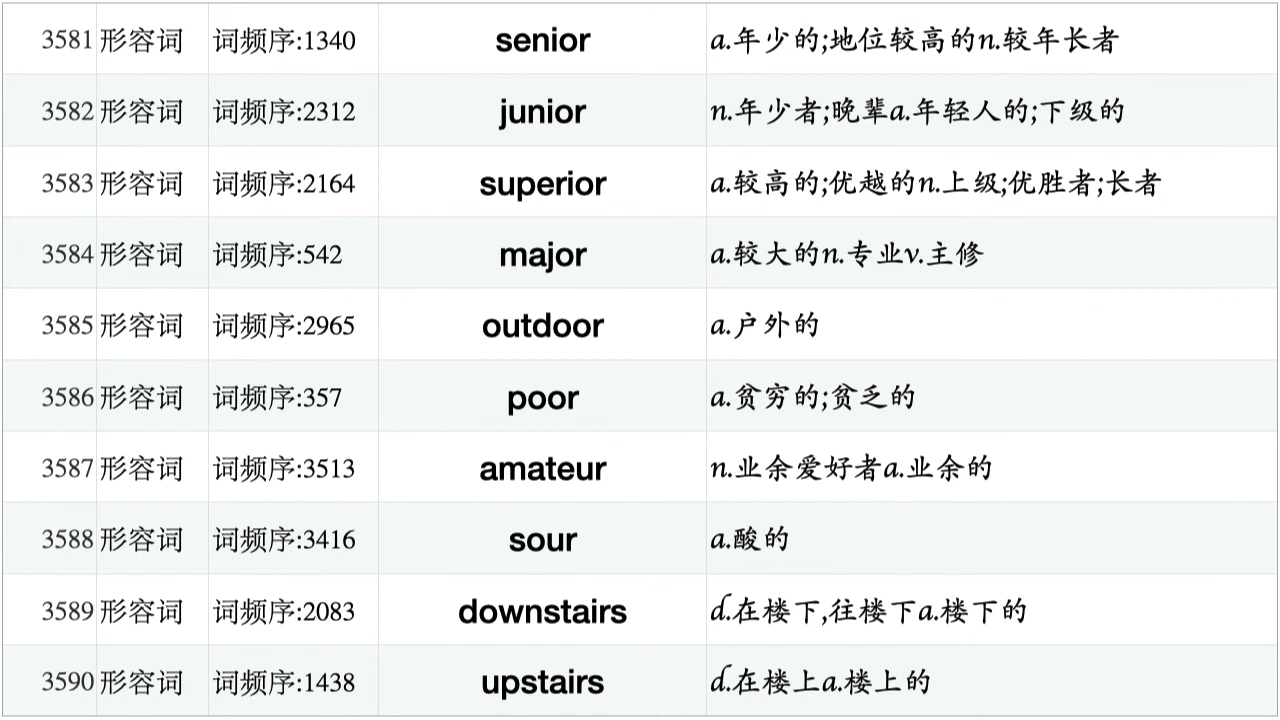 3581 形容词 词频序:1340 senior a.年少的;地位较高的n.较年长者
3582 形容词 词频序:2312 junior n.年少者;晚辈a.年轻人的;下级的
3583 形容词 词频序:2164 superior a.较高的;优越的n.上级;优胜者;长者
3584 形容词 词频序:542 major a.较大的n.专业v.主修
3585 形容词 词频序:2965 outdoor a.户外的
3586 形容词 词频序:357 poor a.贫穷的;贫乏的
3587 形容词 词频序:3513 amateur n.业余爱好者a.业余的
3588 形容词 词频序:3416 sour a.酸的
3589 形容词 词频序:2083 downstairs d.在楼下,往楼下a.楼下的
3590 形容词 词频序:1438 upstairs d.在楼上a.楼上的